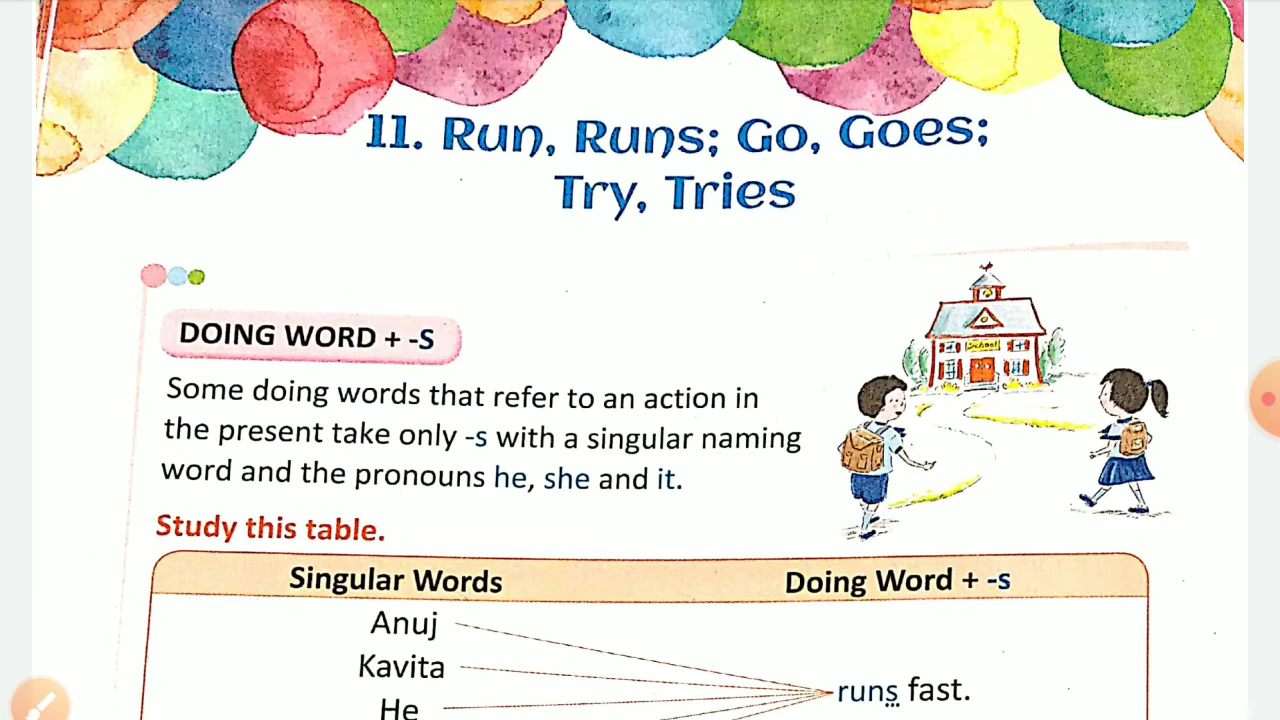 11. Run, Runs; Go, Goes;
Try, Tries
School
DOING WORD + -S
Some doing words that refer to an action in
the present take only -s with a singular naming
word and the pronouns he, she and it.
Study this table.
Singular Words Doing Word + -s
Anuj
Kavita
runs fast.
He